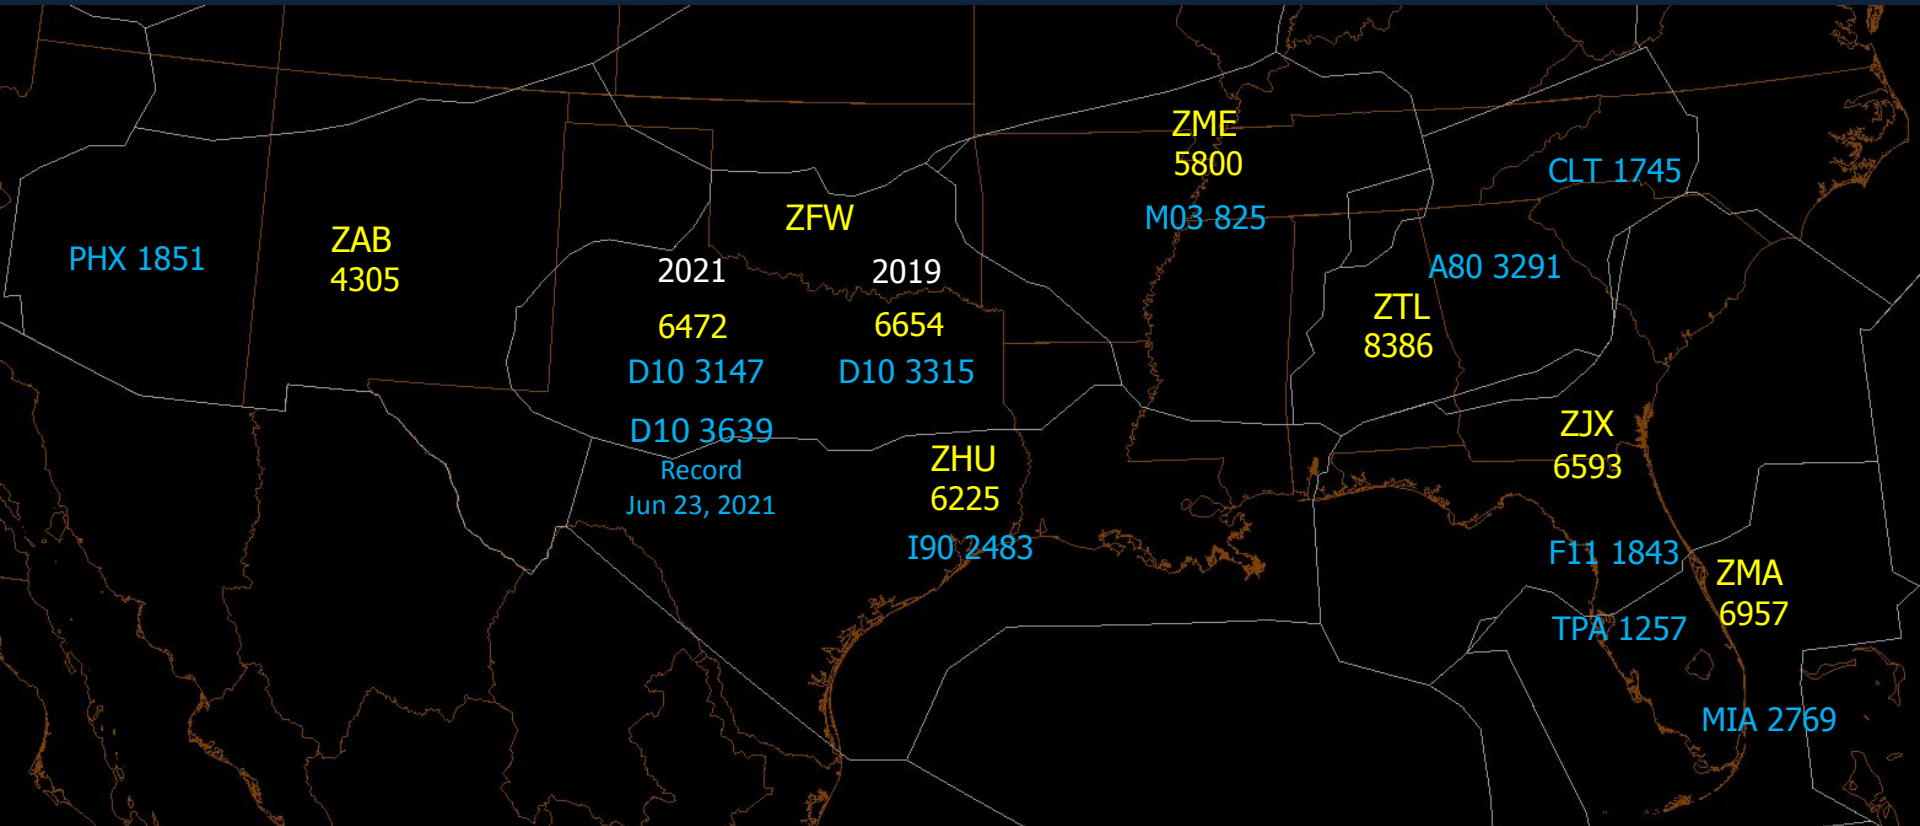 ZME
5800
CLT 1745
M03 825
ZFW
ZAB
4305
PHX 1851
2021
2019
A80 3291
ZTL
8386
6472
6654
D10 3147
D10 3315
D10 3639
Record
Jun 23, 2021
ZHU
6225
I90 2483
ZJX
6593
F11 1843
ZMA
6957
TPA 1257
MIA 2769